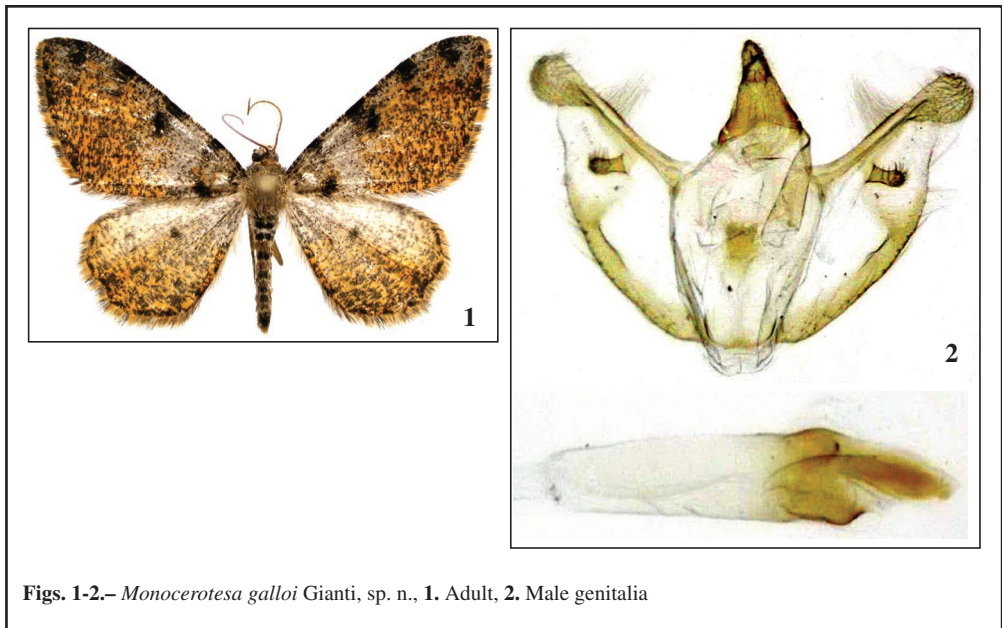 1
2
Figs. 1-2.– Monocerotesa galloi Gianti, sp. n., 1. Adult, 2. Male genitalia